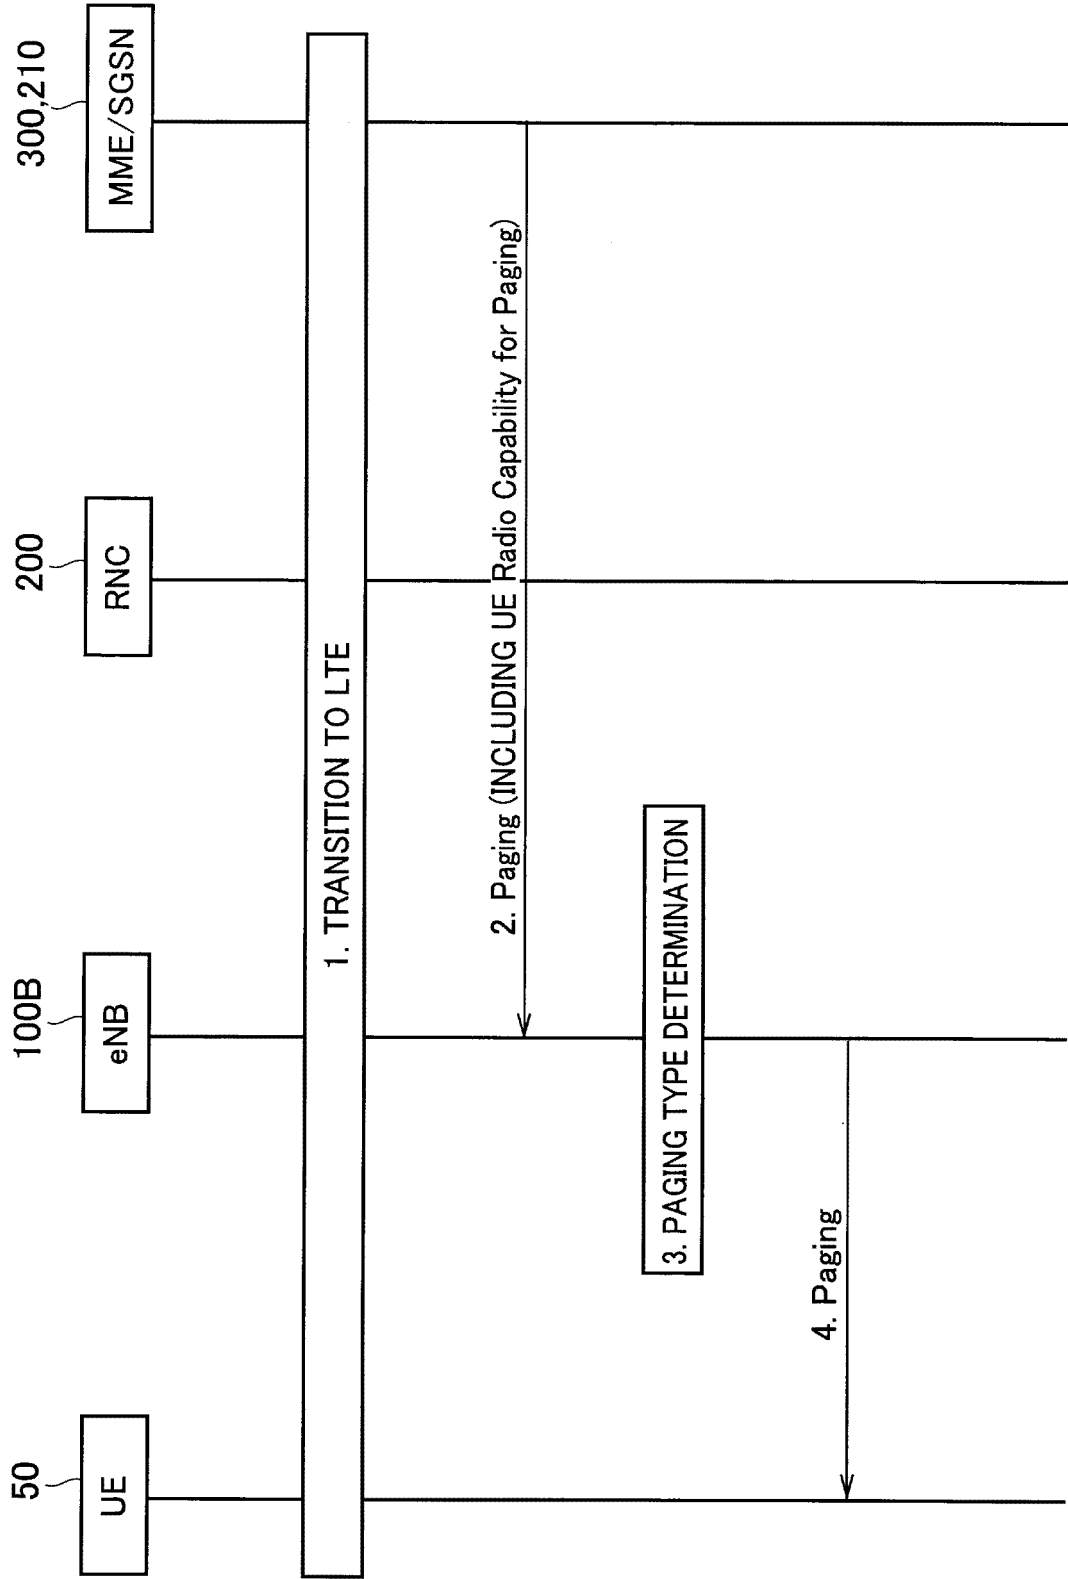 50
100B
200
300,210
UE
eNB
RNC
MME/SGSN
1. TRANSITION TO LTE
2. Paging (INCLUDING UE Radio Capability for Paging)
3. PAGING TYPE DETERMINATION
4. Paging